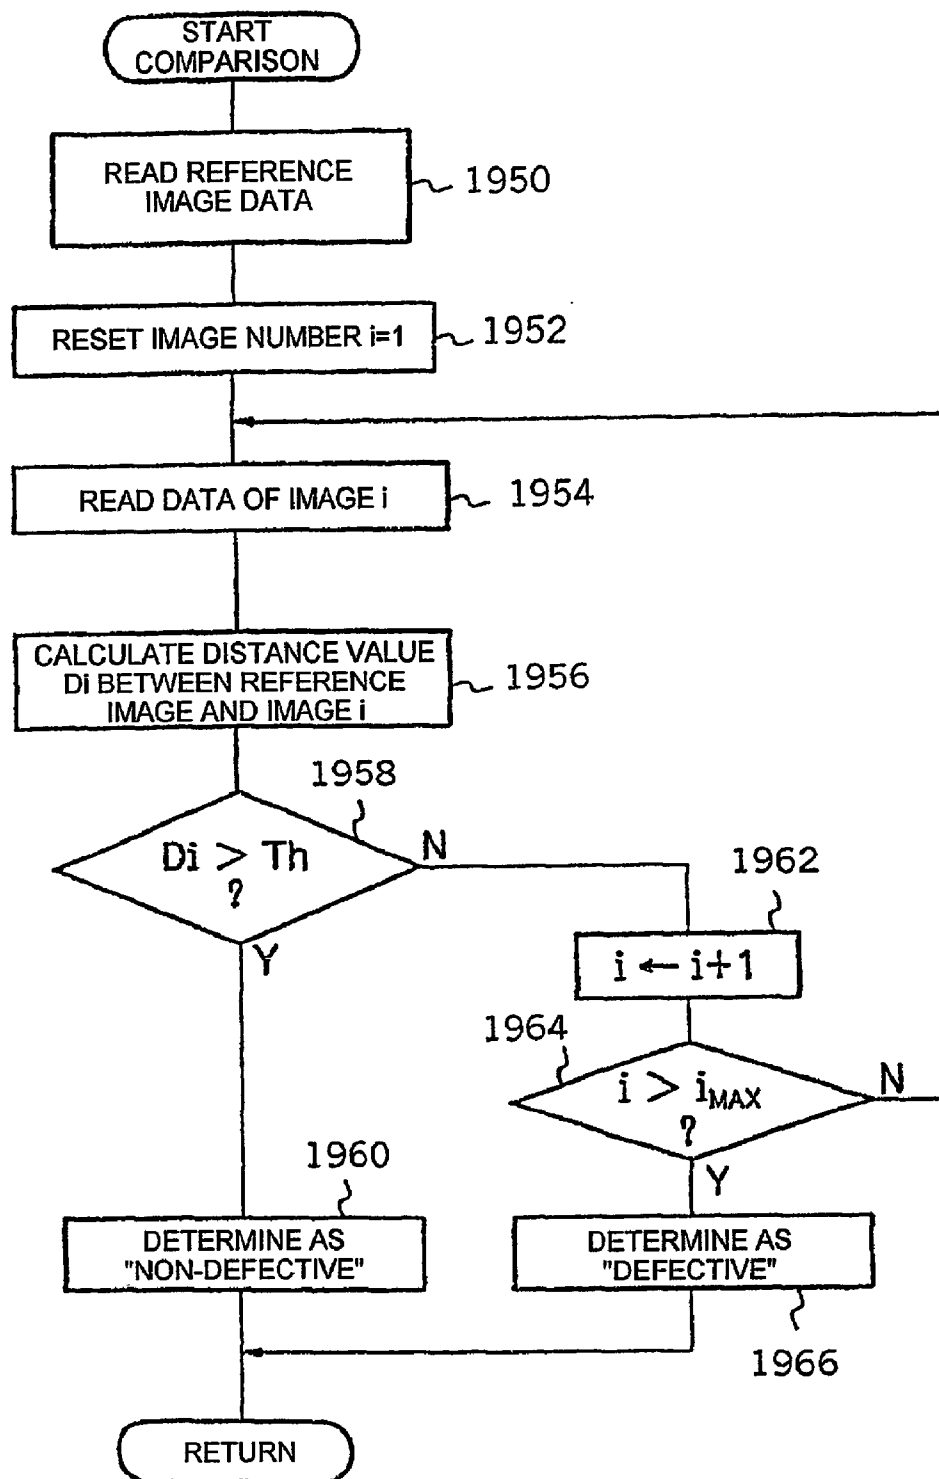 START
COMPARISON
READ REFERENCE
IMAGE DATA
1950
RESET IMAGE NUMBER i=1
1952
READ DATA OF IMAGE i
1954
CALCULATE DISTANCE VALUE
Di BETWEEN REFERENCE
IMAGE AND IMAGE i
1956
1958
Di > Th
?
N
Y
1962
i ← i+1
1964
i > iMAX
?
N
Y
1960
DETERMINE AS
"NON-DEFECTIVE"
DETERMINE AS
"DEFECTIVE"
1966
RETURN